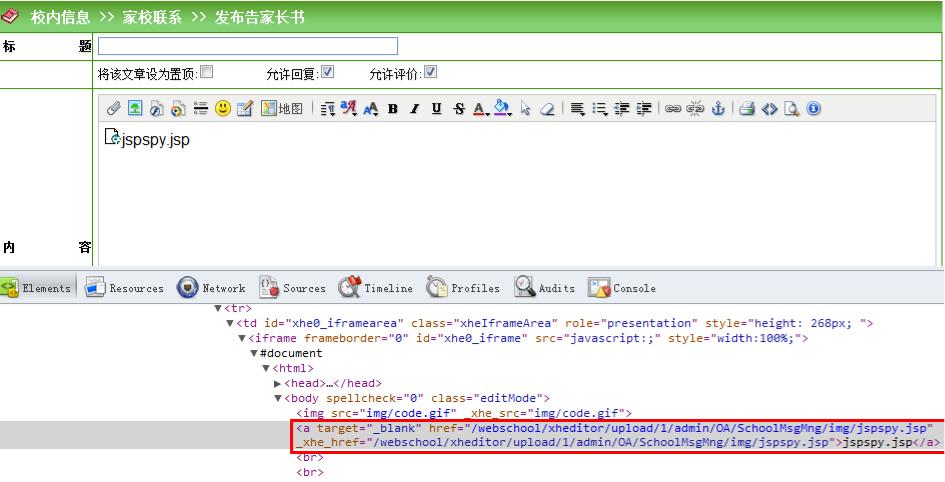 校内信息 >> 家校联系 >> 发布告家长书
标 题
将该文章设为置顶: 允许回复: 允许评价:
地图
jspspy.jsp
内 容
Elements Resources Network Sources Timeline Profiles Audits Console
▼<tr>
▼<td id="xhe0_iframearea" class="xheIframeArea" role="presentation" style="height: 268px; ">
▼<iframe frameborder="0" id="xhe0_iframe" src="javascript:;" style="width:100%;">
▼#document
▼<html>
▶<head>…</head>
▼<body spellcheck="0" class="editMode">
<img src="img/code.gif" _xhe_src="img/code.gif">
<a target="_blank" href="/webschool/xheditor/upload/1/admin/OA/SchoolMsgMng/img/jspspy.jsp"
_xhe_href="/webschool/xheditor/upload/1/admin/OA/SchoolMsgMng/img/jspspy.jsp">jspspy.jsp</a>
<br>
<br>